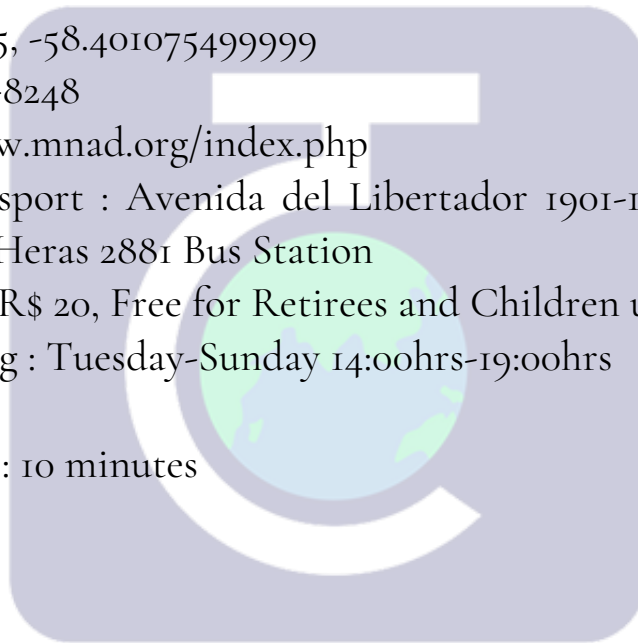 5, -58.401075499999
-8248
w.mnad.org/index.php
sport : Avenida del Libertador 1901-1
Heras 2881 Bus Station
R$ 20, Free for Retirees and Children u
g : Tuesday-Sunday 14:00hrs-19:00hrs
: 10 minutes